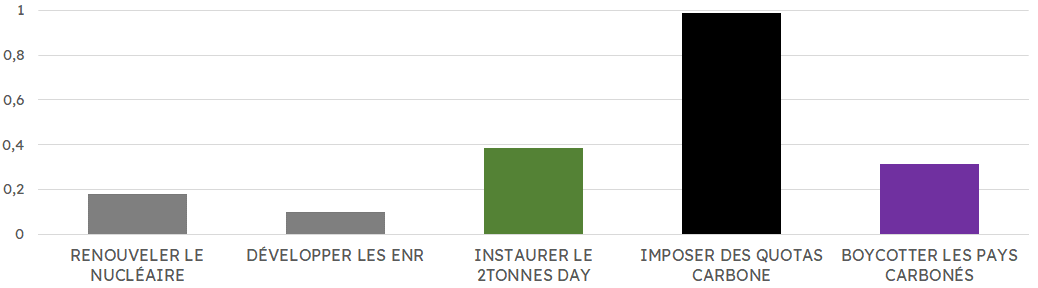 1
0,8
0,6
0,4
0,2
0
RENOUVELER LE
NUCLÉAIRE
DÉVELOPPER LES ENR
INSTAURER LE
2TONNES DAY
IMPOSER DES QUOTAS
CARBONE
BOYCOTTER LES PAYS
CARBONÉS